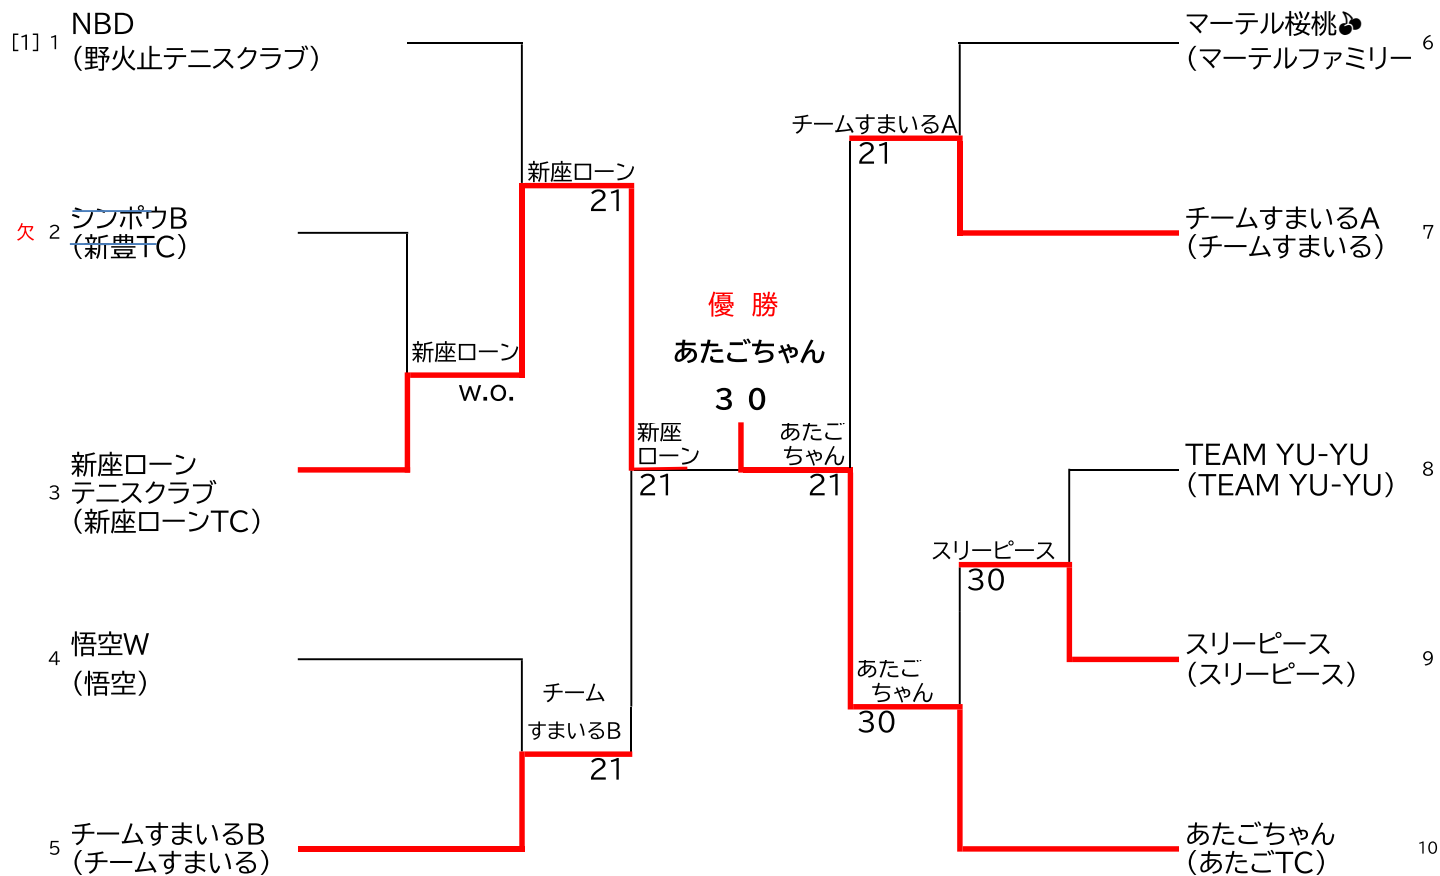 [1] 1 NBD
（野火止テニスクラブ）
欠 2 シンポウB
（新豊TC）
3 新座ローン
テニスクラブ
（新座ローンTC）
4 悟空W
（悟空）
5 チームすまいるB
（チームすまいる）
新座ローン
w.o.
新座ローン
21
チーム
すまいるB
21
新座
ローン
21
優 勝
あたごちゃん
3 0
あたご
ちゃん
21
チームすまいるA
21
スリーピース
30
あたご
ちゃん
30
マーテル桜桃🍒 6
（マーテルファミリー
チームすまいるA 7
（チームすまいる）
TEAM YU-YU 8
（TEAM YU-YU）
スリーピース 9
（スリーピース）
あたごちゃん 10
（あたごTC）